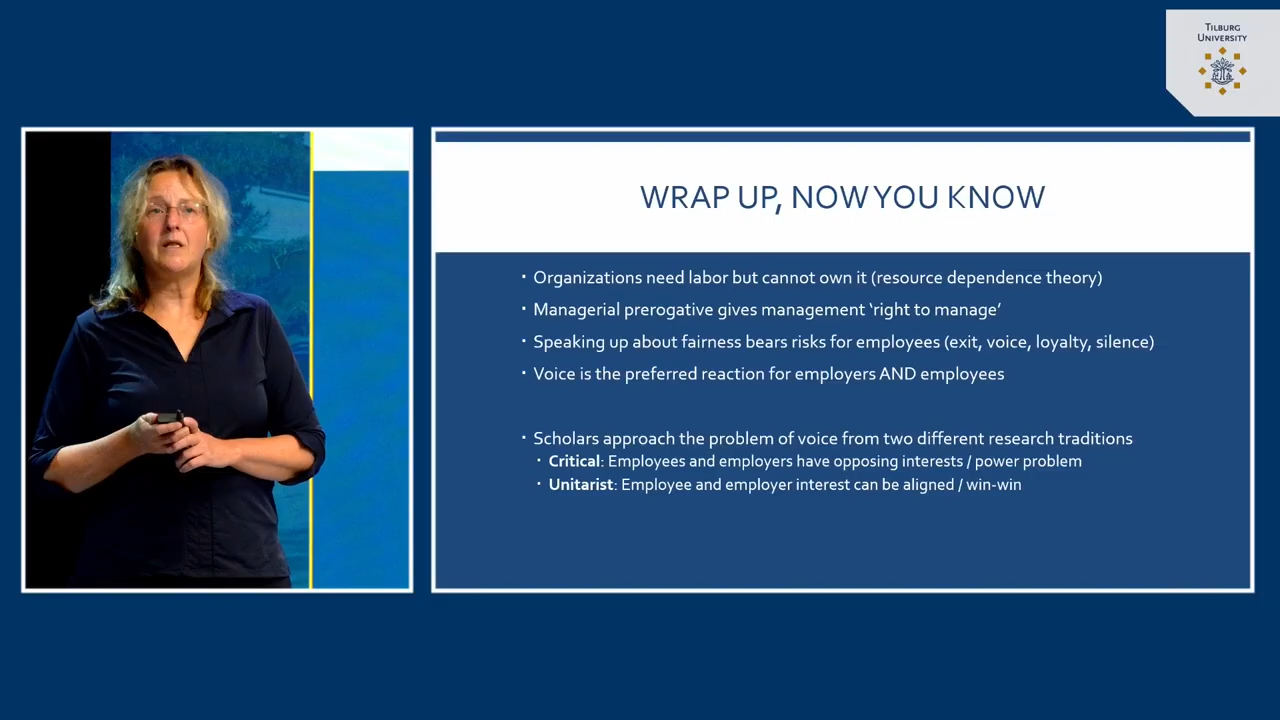 TILBURG
UNIVERSITY
WRAP UP, NOW YOU KNOW
· Organizations need labor but cannot own it (resource dependence theory)
· Managerial prerogative gives management ‘right to manage’
· Speaking up about fairness bears risks for employees (exit, voice, loyalty, silence)
· Voice is the preferred reaction for employers AND employees
· Scholars approach the problem of voice from two different research traditions
· Critical: Employees and employers have opposing interests / power problem
· Unitarist: Employee and employer interest can be aligned / win-win